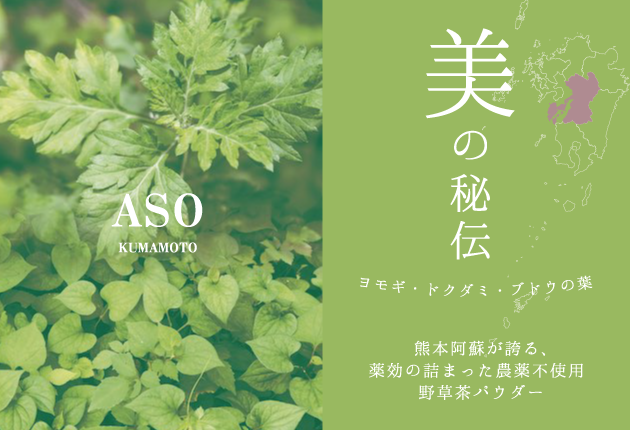 ASO
KUMAMOTO
美の秘伝
ヨモギ・ドクダミ・ブドウの葉
熊本阿蘇が誇る、
薬効の詰まった農薬不使用
野草茶パウダー